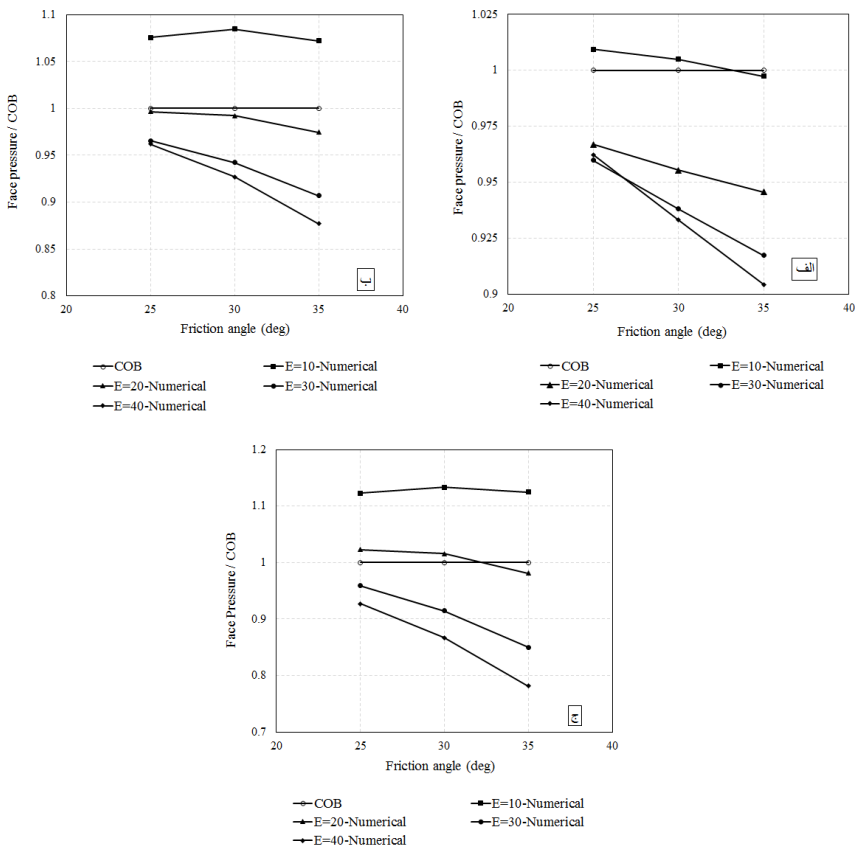 1.1
1.05
1
0.95
0.9
0.85
0.8
20
25
30
35
40
Face pressure / COB
Friction angle (deg)
ب
COB
E=10-Numerical
E=20-Numerical
E=30-Numerical
E=40-Numerical
1.025
1
0.975
0.95
0.925
0.9
20
25
30
35
40
Face pressure / COB
Friction angle (deg)
الف
COB
E=10-Numerical
E=20-Numerical
E=30-Numerical
E=40-Numerical
1.2
1.1
1
0.9
0.8
0.7
20
25
30
35
40
Face Pressure / COB
Friction angle (deg)
ج
COB
E=10-Numerical
E=20-Numerical
E=30-Numerical
E=40-Numerical